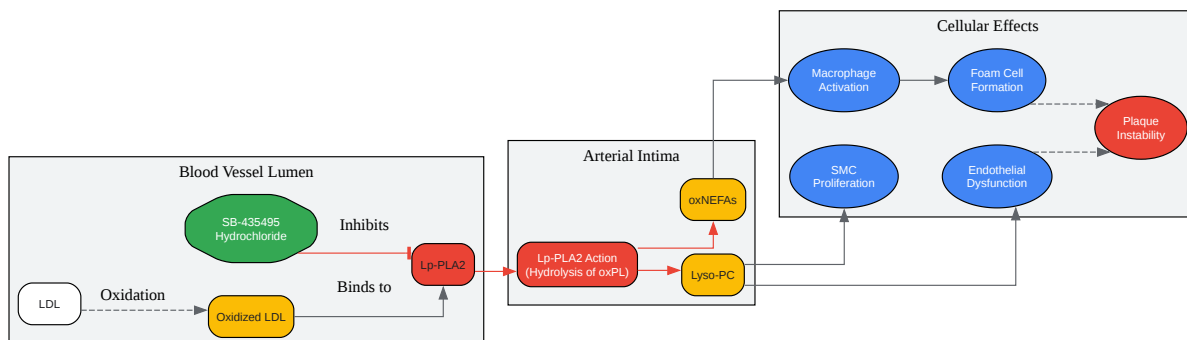 Cellular Effects
Macrophage
Activation
Foam Cell
Formation
Plaque
Instability
SMC
Proliferation
Endothelial
Dysfunction
Arterial Intima
oxNEFAs
Lp-PLA2 Action
(Hydrolysis of oxPL)
Lyso-PC
Blood Vessel Lumen
SB-435495
Hydrochloride
Inhibits
Lp-PLA2
Binds to
LDL
Oxidation
Oxidized LDL